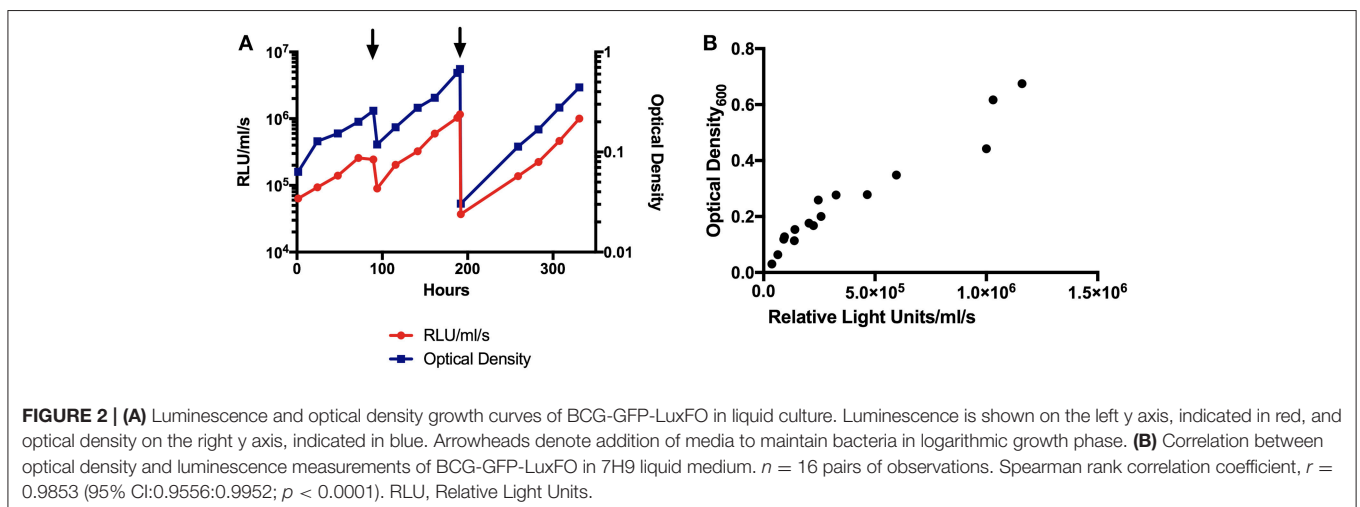 A
B
10⁷
10⁶
10⁵
10⁴
RLU/ml/s
1
0.1
0.01
Optical Density
0
100
200
300
Hours
RLU/ml/s
Optical Density
0.8
0.6
0.4
0.2
0.0
Optical Density₆₀₀
0.0
5.0×10⁵
1.0×10⁶
1.5×10⁶
Relative Light Units/ml/s
FIGURE 2 | (A) Luminescence and optical density growth curves of BCG-GFP-LuxFO in liquid culture. Luminescence is shown on the left y axis, indicated in red, and
optical density on the right y axis, indicated in blue. Arrowheads denote addition of media to maintain bacteria in logarithmic growth phase. (B) Correlation between
optical density and luminescence measurements of BCG-GFP-LuxFO in 7H9 liquid medium. n = 16 pairs of observations. Spearman rank correlation coefficient, r =
0.9853 (95% CI:0.9556:0.9952; p < 0.0001). RLU, Relative Light Units.